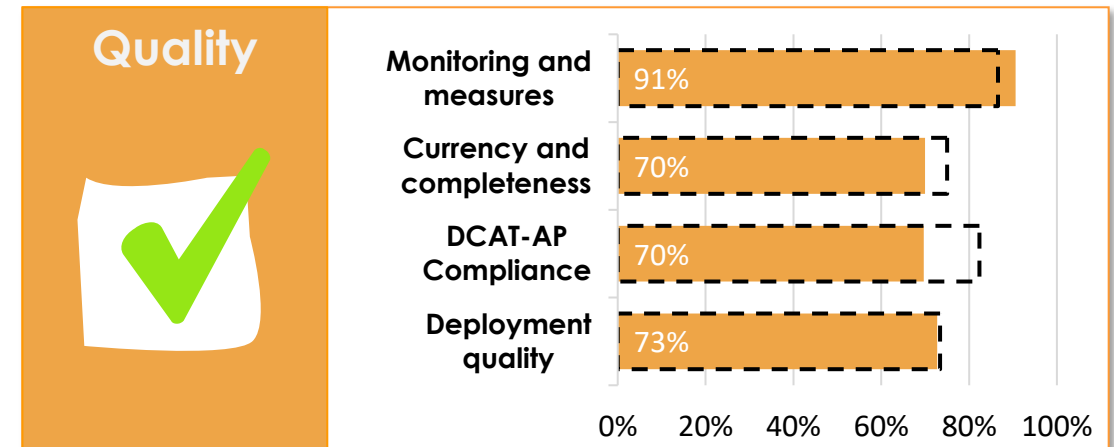 Quality
Monitoring and
measures
91%
Currency and
completeness
70%
DCAT-AP
Compliance
70%
Deployment
quality
73%
0% 20% 40% 60% 80% 100%